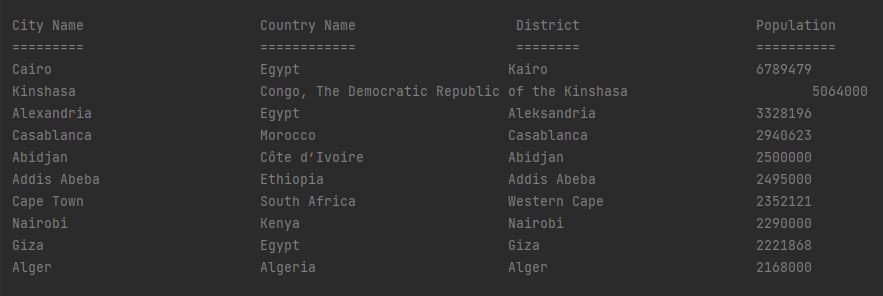 City Name Country Name District Population
========= ============ ======== ==========
Cairo Egypt Kairo 6789479
Kinshasa Congo, The Democratic Republic of the Kinshasa 5064000
Alexandria Egypt Aleksandria 3328196
Casablanca Morocco Casablanca 2940623
Abidjan Côte d’Ivoire Abidjan 2500000
Addis Abeba Ethiopia Addis Abeba 2495000
Cape Town South Africa Western Cape 2352121
Nairobi Kenya Nairobi 2290000
Giza Egypt Giza 2221868
Alger Algeria Alger 2168000